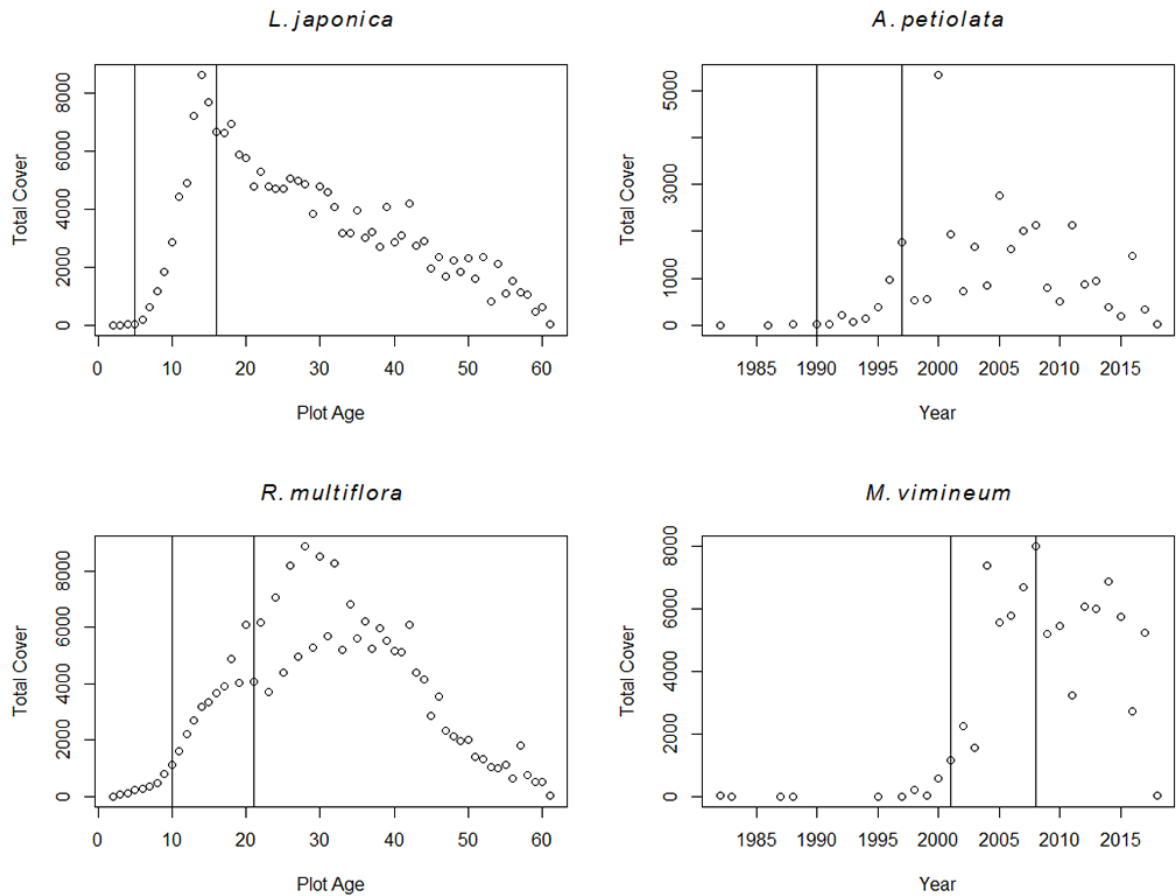 L. japonica
Total Cover
0 2000 4000 6000 8000
0 10 20 30 40 50 60
Plot Age
A. petiolata
Total Cover
0 1000 3000 5000
1985 1990 1995 2000 2005 2010 2015
Year
R. multiflora
Total Cover
0 2000 4000 6000 8000
0 10 20 30 40 50 60
Plot Age
M. vimineum
Total Cover
0 2000 4000 6000 8000
1985 1990 1995 2000 2005 2010 2015
Year